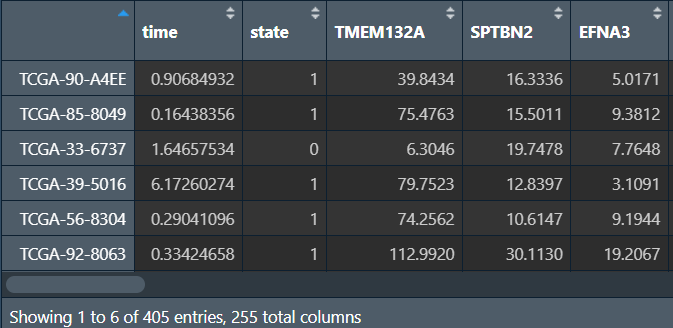 time state TMEM132A SPTBN2 EFNA3
TCGA-90-A4EE 0.90684932 1 39.8434 16.3336 5.0171
TCGA-85-8049 0.16438356 1 75.4763 15.5011 9.3812
TCGA-33-6737 1.64657534 0 6.3046 19.7478 7.7648
TCGA-39-5016 6.17260274 1 79.7523 12.8397 3.1091
TCGA-56-8304 0.29041096 1 74.2562 10.6147 9.1944
TCGA-92-8063 0.33424658 1 112.9920 30.1130 19.2067
Showing 1 to 6 of 405 entries, 255 total columns